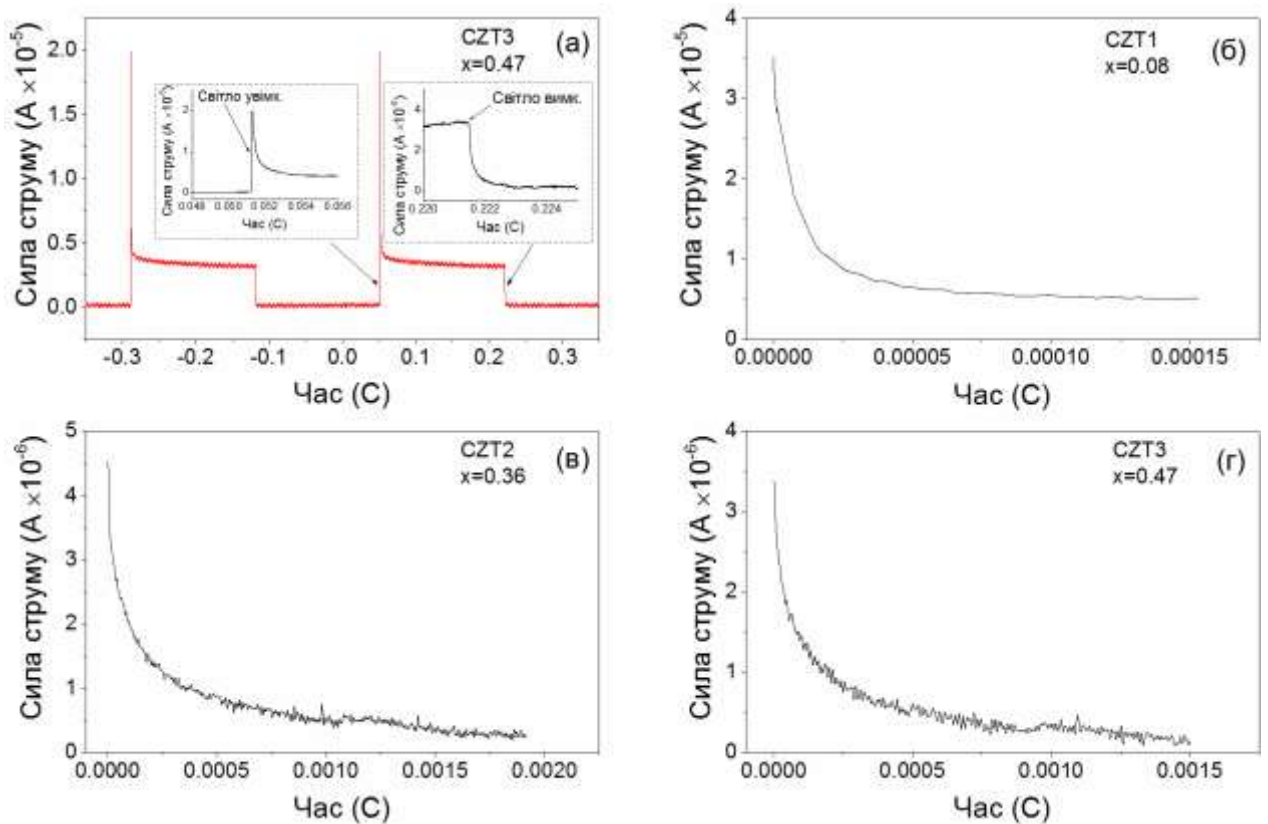 CZT3
x=0.47
(а)
Сила струму (А ×10⁻⁵)
2.0
1.5
1.0
0.5
0.0
-0.3 -0.2 -0.1 0.0 0.1 0.2 0.3
Час (С)
Світло увімк.
Сила струму (А ×10⁻⁵)
2
1
0
0.048 0.050 0.052 0.054 0.056
Час (С)
Світло вимк.
4
2
0
0.220 0.222 0.224
Час (С)
CZT1
x=0.08
(б)
Сила струму (А ×10⁻⁵)
4
3
2
1
0
0.00000 0.00005 0.00010 0.00015
Час (С)
CZT2
x=0.36
(в)
Сила струму (А ×10⁻⁶)
5
4
3
2
1
0
0.0000 0.0005 0.0010 0.0015 0.0020
Час (С)
CZT3
x=0.47
(г)
Сила струму (А ×10⁻⁶)
4
3
2
1
0
0.0000 0.0005 0.0010 0.0015
Час (С)